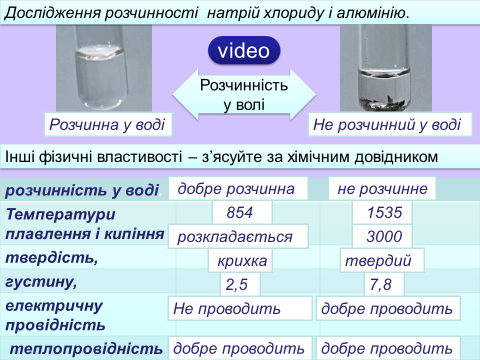 Дослідження розчинності натрій хлориду і алюмінію.
video
Розчинність
у волі
Розчинна у воді
Не розчинний у воді
Інші фізичні властивості – з’ясуйте за хімічним довідником
розчинність у воді, добре розчинна не розчинне
Температури 854 1535
плавлення і кипіння розкладається 3000
твердість, крихка твердий
густину, 2,5 7,8
електричну Не проводить добре проводить
провідність
теплопровідність добре проводить добре проводить